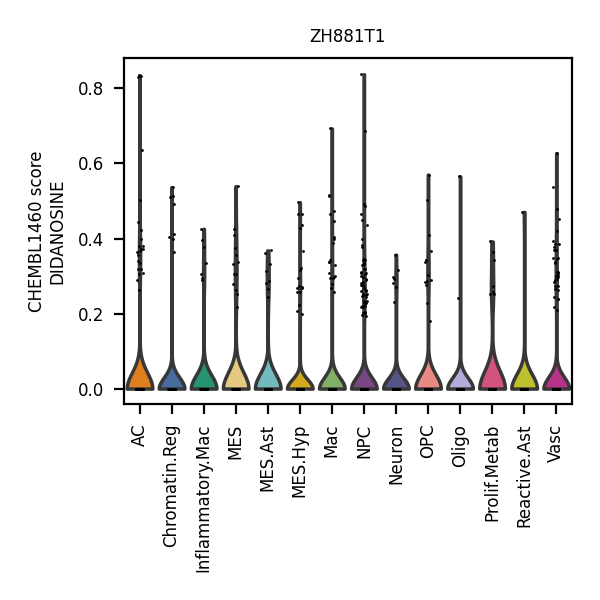 ZH881T1
CHEMBL1460 score
DIDANOSINE
0.8
0.6
0.4
0.2
0.0
AC
Chromatin.Reg
Inflammatory.Mac
MES
MES.Ast
MES.Hyp
Mac
NPC
Neuron
OPC
Oligo
Prolif.Metab
Reactive.Ast
Vasc